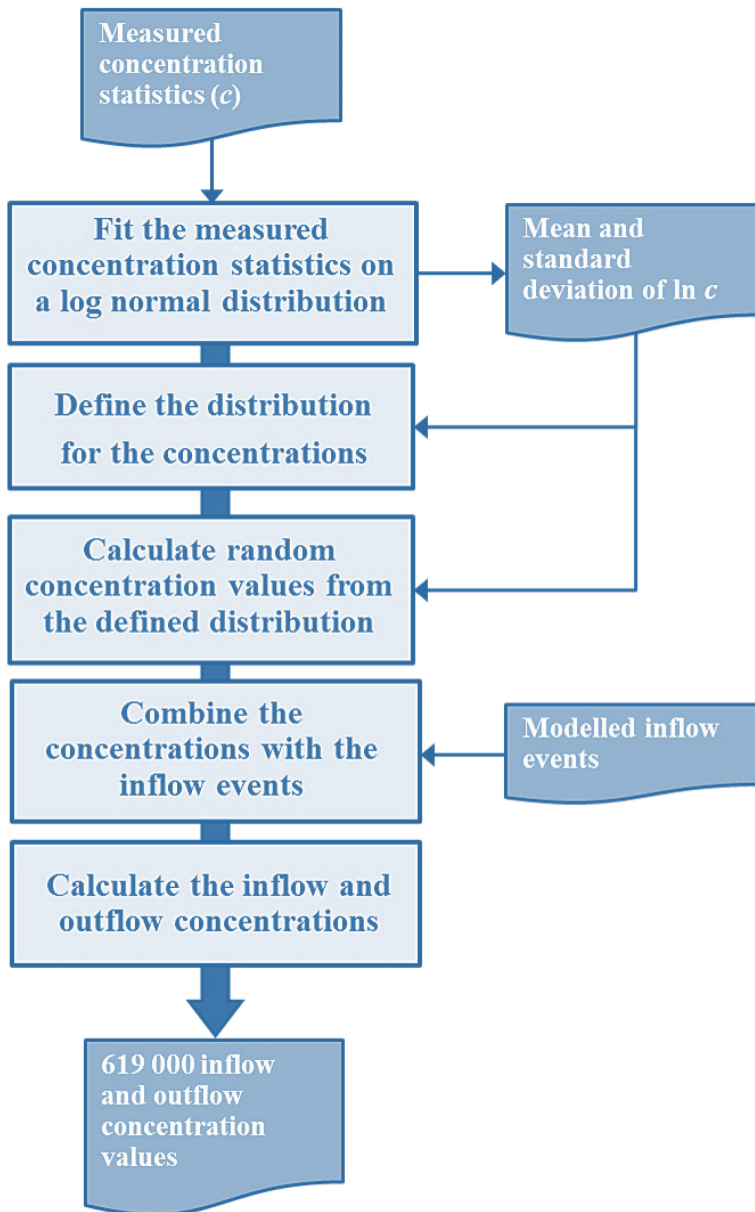 Measured
concentration
statistics (c)
Fit the measured
concentration statistics on
a log normal distribution
Mean and
standard
deviation of ln c
Define the distribution
for the concentrations
Calculate random
concentration values from
the defined distribution
Combine the
concentrations with the
inflow events
Modelled inflow
events
Calculate the inflow and
outflow concentrations
619 000 inflow
and outflow
concentration
values